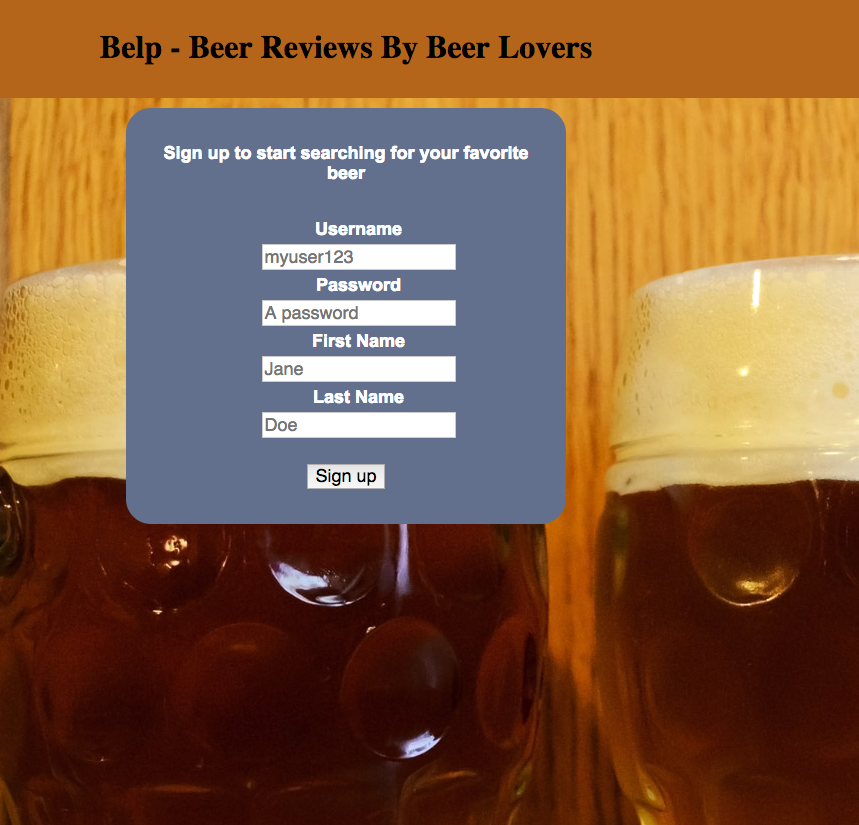 Belp - Beer Reviews By Beer Lovers
Sign up to start searching for your favorite
beer
Username
myuser123
Password
A password
First Name
Jane
Last Name
Doe
Sign up